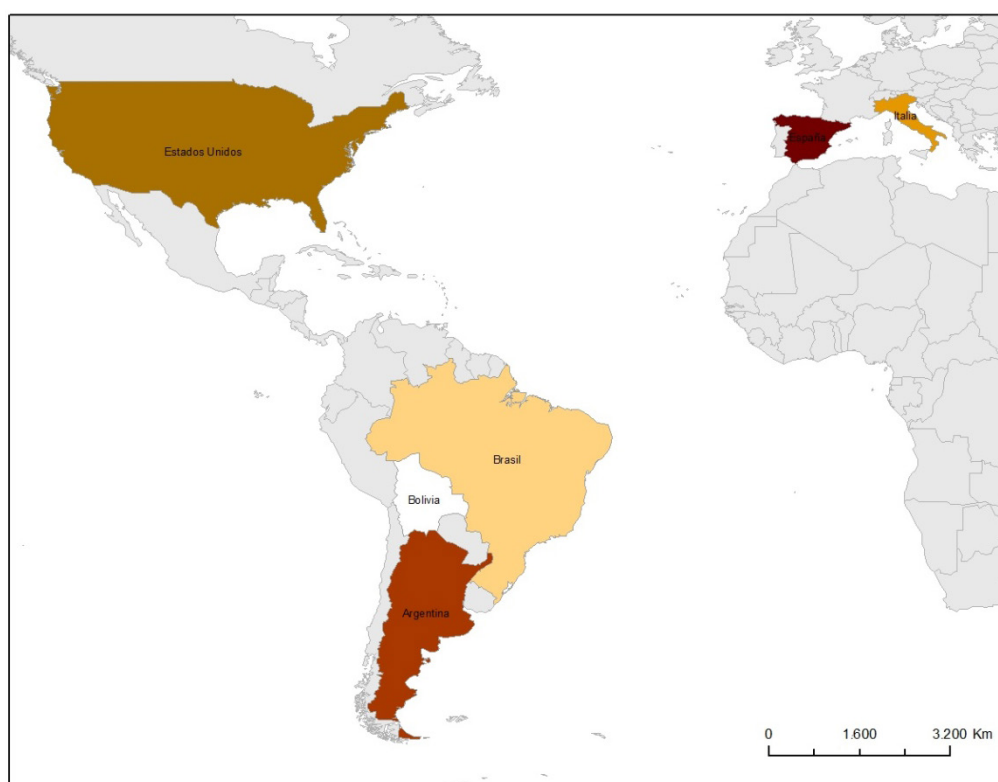 Italia
España
Estados Unidos
Brasil
Bolivia
Argentina
0 1.600 3.200 Km